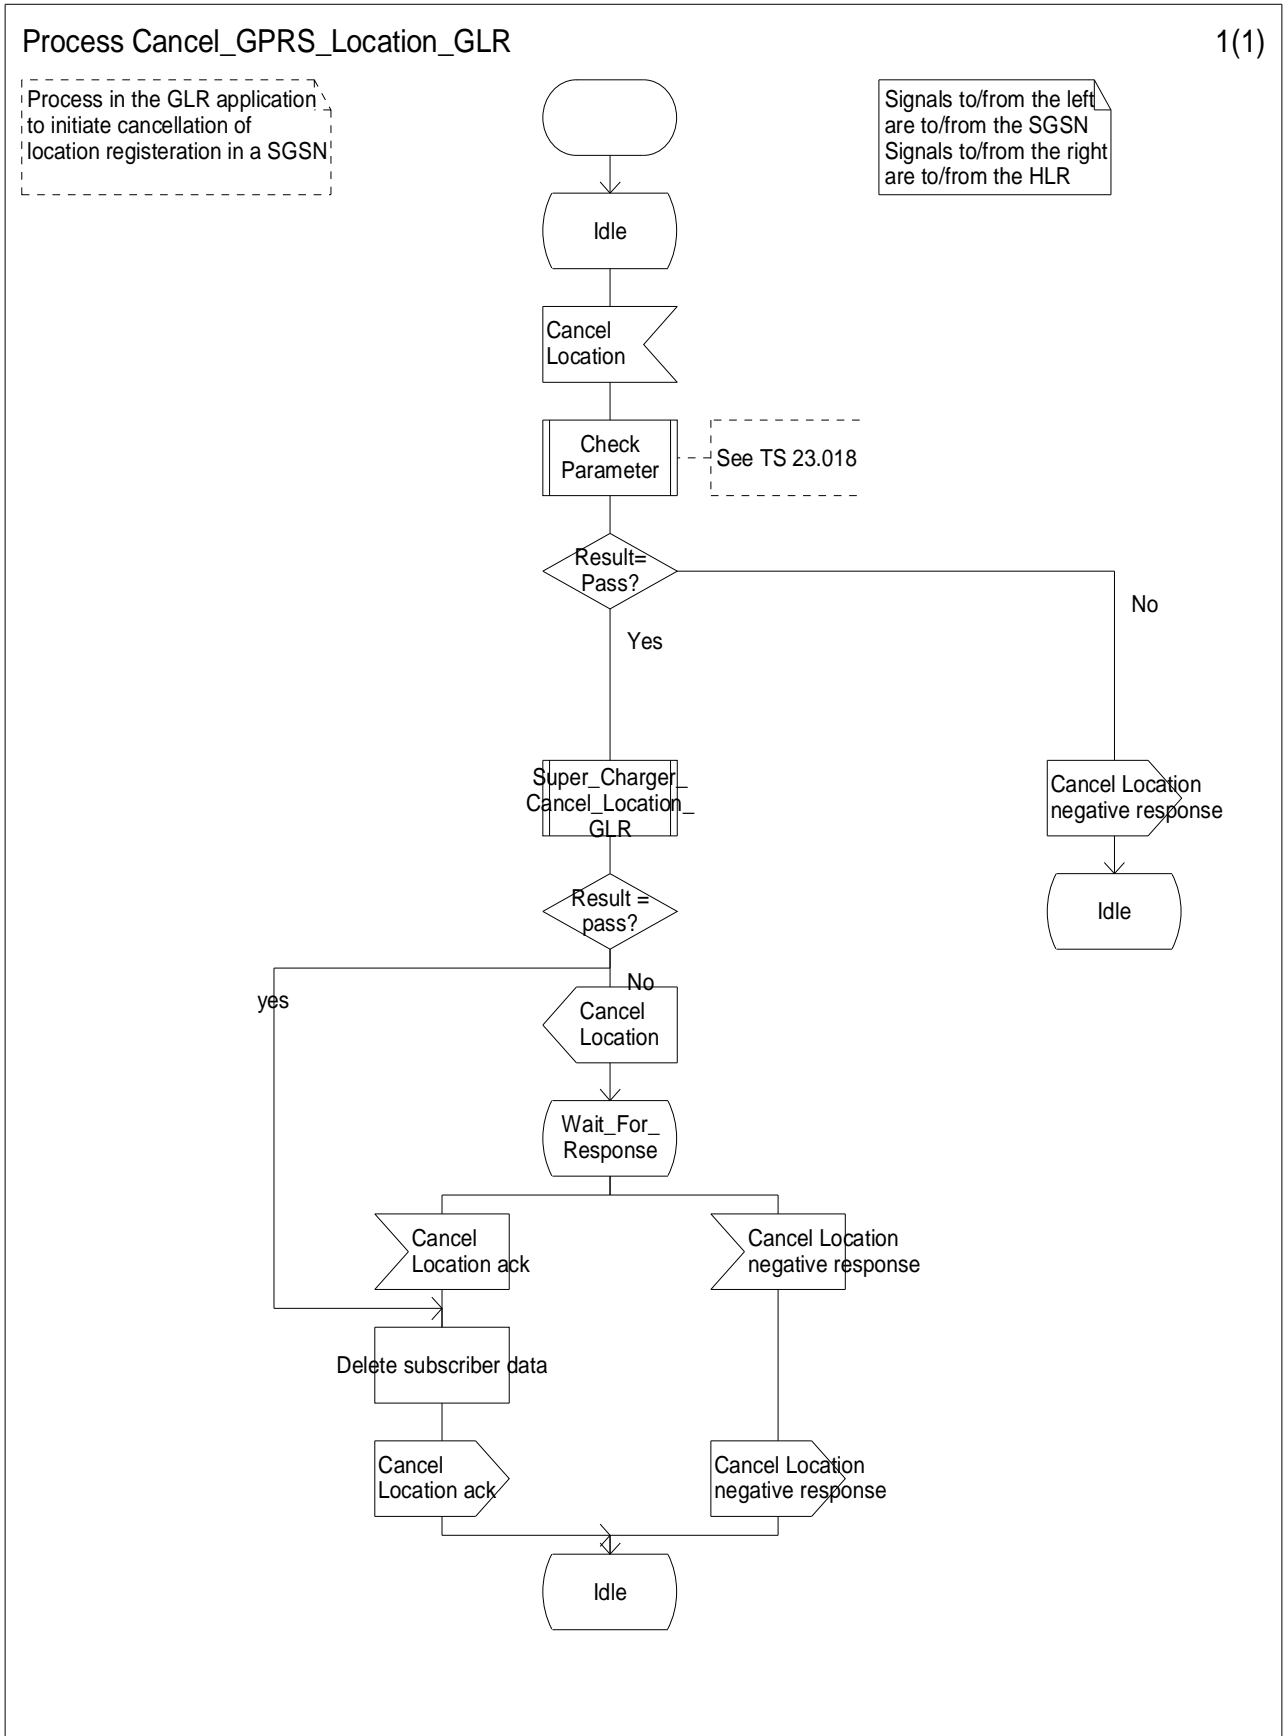 Process Cancel_GPRS_Location_GLR
1(1)
Process in the GLR application
to initiate cancellation of
location registeration in a SGSN
Signals to/from the left
are to/from the SGSN
Signals to/from the right
are to/from the HLR
Idle
Cancel
Location
Check
Parameter
See TS 23.018
Result=
Pass?
No
Yes
Super_Charger_
Cancel_Location_
GLR
Cancel Location
negative response
Result =
pass?
Idle
No
yes
Cancel
Location
Wait_For_
Response
Cancel
Location ack
Cancel Location
negative response
Delete subscriber data
Cancel
Location ack
Cancel Location
negative response
Idle